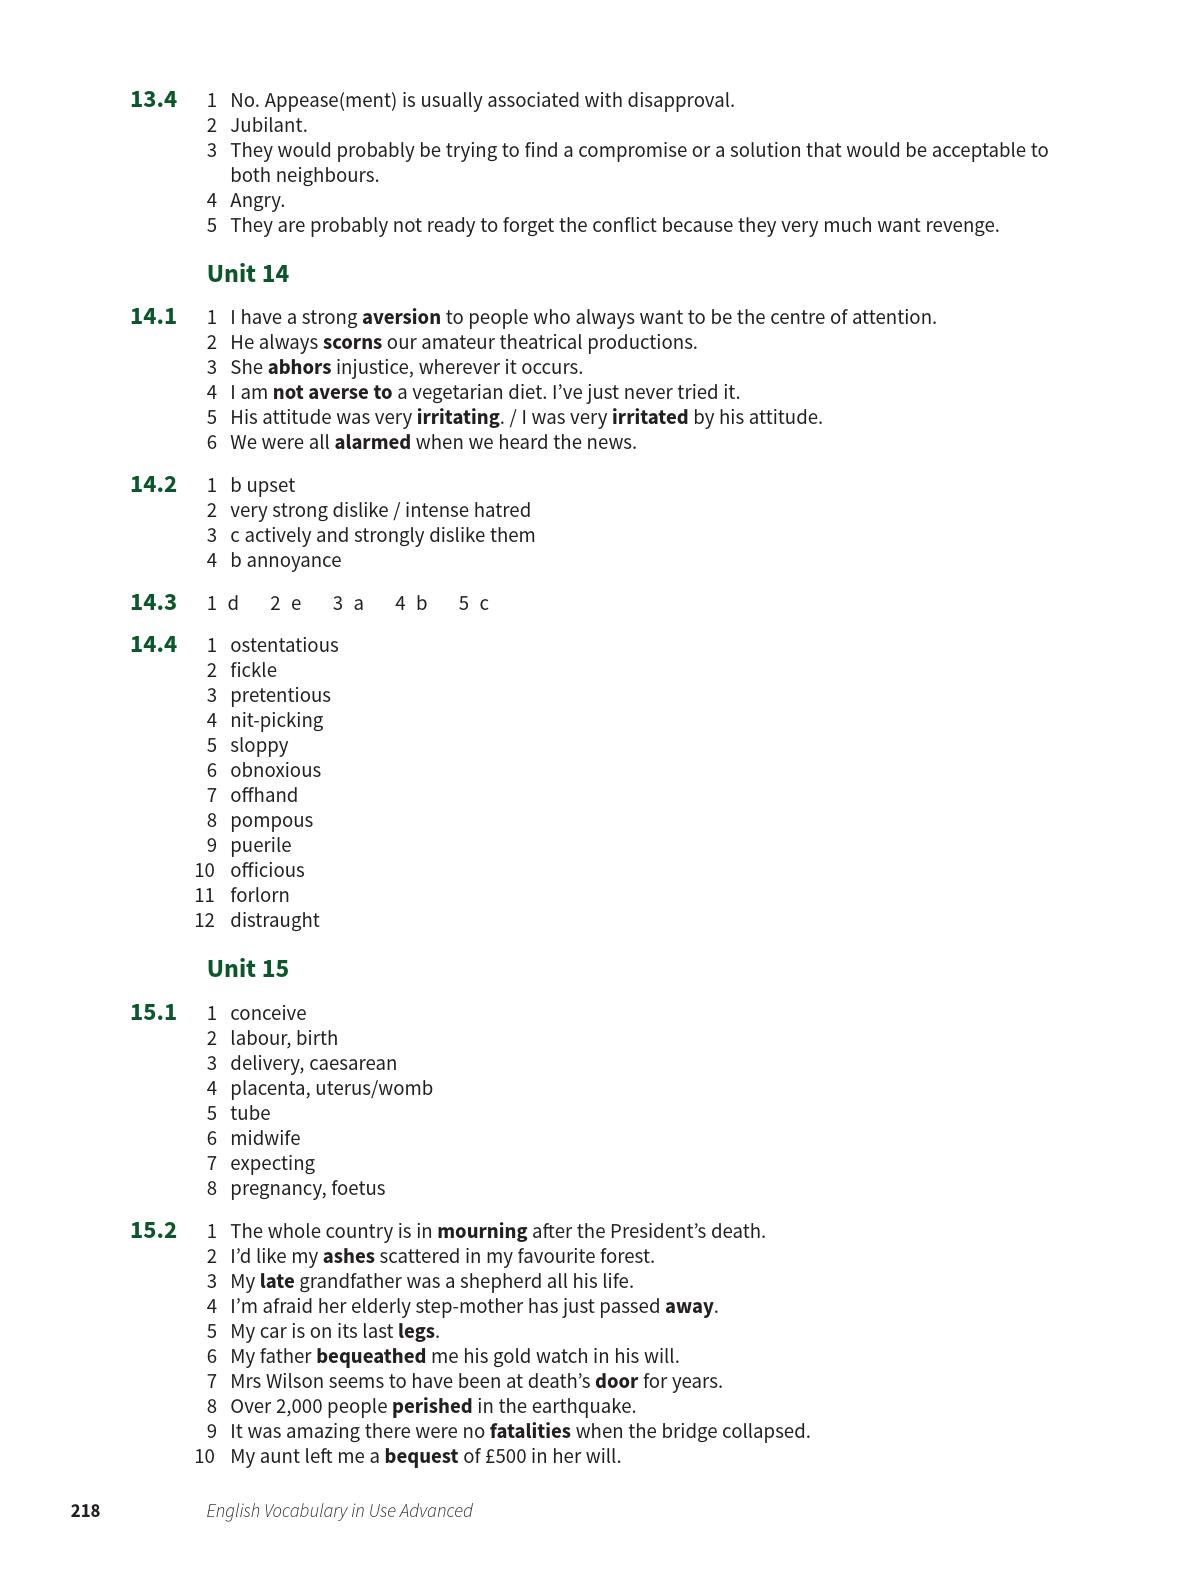 13.4 1 No. Appease(ment) is usually associated with disapproval.
2 Jubilant.
3 They would probably be trying to find a compromise or a solution that would be acceptable to
both neighbours.
4 Angry.
5 They are probably not ready to forget the conflict because they very much want revenge.
Unit 14
14.1 1 I have a strong aversion to people who always want to be the centre of attention.
2 He always scorns our amateur theatrical productions.
3 She abhors injustice, wherever it occurs.
4 I am not averse to a vegetarian diet. I’ve just never tried it.
5 His attitude was very irritating. / I was very irritated by his attitude.
6 We were all alarmed when we heard the news.
14.2 1 b upset
2 very strong dislike / intense hatred
3 c actively and strongly dislike them
4 b annoyance
14.3 1 d 2 e 3 a 4 b 5 c
14.4 1 ostentatious
2 fickle
3 pretentious
4 nit-picking
5 sloppy
6 obnoxious
7 offhand
8 pompous
9 puerile
10 officious
11 forlorn
12 distraught
Unit 15
15.1 1 conceive
2 labour, birth
3 delivery, caesarean
4 placenta, uterus/womb
5 tube
6 midwife
7 expecting
8 pregnancy, foetus
15.2 1 The whole country is in mourning after the President’s death.
2 I’d like my ashes scattered in my favourite forest.
3 My late grandfather was a shepherd all his life.
4 I’m afraid her elderly step-mother has just passed away.
5 My car is on its last legs.
6 My father bequeathed me his gold watch in his will.
7 Mrs Wilson seems to have been at death’s door for years.
8 Over 2,000 people perished in the earthquake.
9 It was amazing there were no fatalities when the bridge collapsed.
10 My aunt left me a bequest of £500 in her will.
218 English Vocabulary in Use Advanced